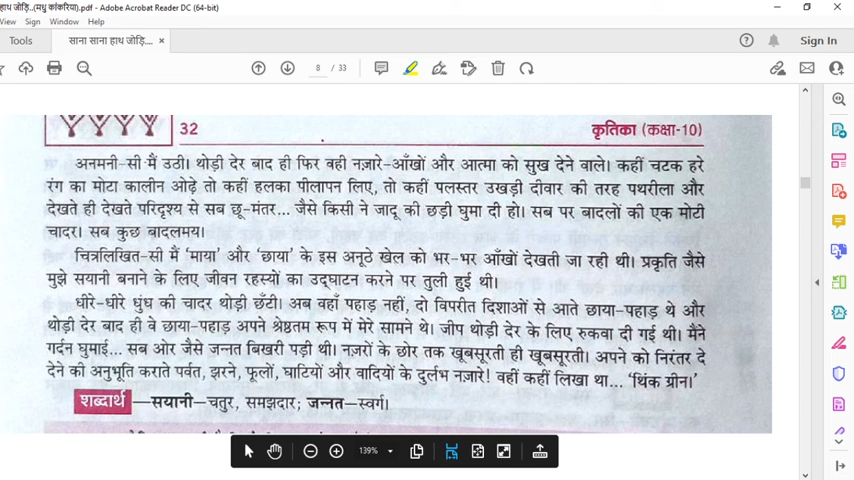 हाथ जोड़ि..(मधु कांकरिया).pdf - Adobe Acrobat Reader DC (64-bit)
View Sign Window Help
Tools साना साना हाथ जोड़ि.... × Sign In
8 / 33
32 कृतिका (कक्षा-10)
अनमनी-सी मैं उठी। थोड़ी देर बाद ही फिर वही नज़ारे-आँखों और आत्मा को सुख देने वाले। कहीं चटक हरे
रंग का मोटा कालीन ओढ़े तो कहीं हलका पीलापन लिए, तो कहीं पलस्तर उखड़ी दीवार की तरह पथरीला और
देखते ही देखते परिदृश्य से सब छू-मंतर... जैसे किसी ने जादू की छड़ी घुमा दी हो। सब पर बादलों की एक मोटी
चादर। सब कुछ बादलमय।
चित्रलिखित-सी मैं 'माया' और 'छाया' के इस अनूठे खेल को भर-भर आँखों देखती जा रही थी। प्रकृति जैसे
मुझे सयानी बनाने के लिए जीवन रहस्यों का उद्घाटन करने पर तुली हुई थी।
धीरे-धीरे धुंध की चादर थोड़ी छँटी। अब वहाँ पहाड़ नहीं, दो विपरीत दिशाओं से आते छाया-पहाड़ थे और
थोड़ी देर बाद ही वे छाया-पहाड़ अपने श्रेष्ठतम रूप में मेरे सामने थे। जीप थोड़ी देर के लिए रुकवा दी गई थी। मैंने
गर्दन घुमाई... सब ओर जैसे जन्नत बिखरी पड़ी थी। नज़रों के छोर तक खूबसूरती ही खूबसूरती। अपने को निरंतर दे
देने की अनुभूति कराते पर्वत, झरने, फूलों, घाटियों और वादियों के दुर्लभ नज़ारे! वहीं कहीं लिखा था... 'थिंक ग्रीन।'
शब्दार्थ —सयानी—चतुर, समझदार; जन्नत—स्वर्ग।
139%